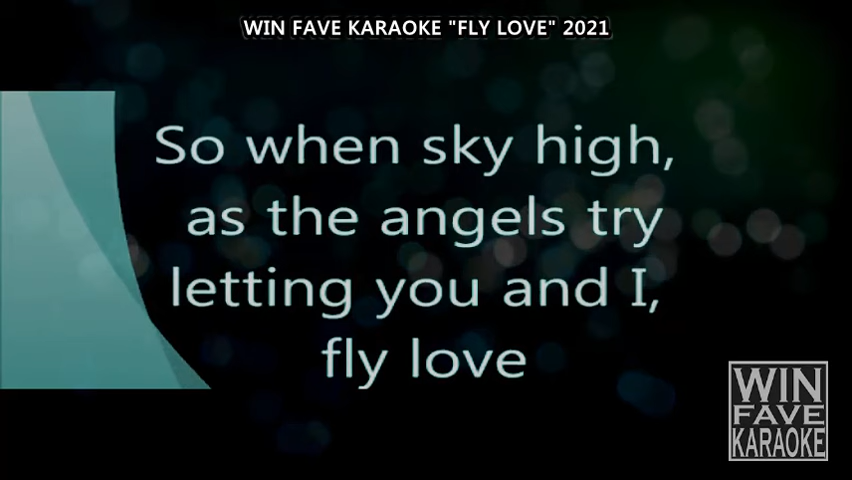 WIN FAVE KARAOKE "FLY LOVE" 2021
So when sky high,
as the angels try
letting you and I,
fly love
WIN
FAVE
KARAOKE